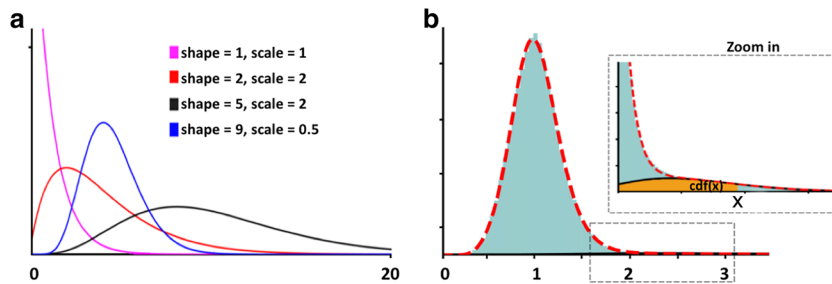 a
shape = 1, scale = 1
shape = 2, scale = 2
shape = 5, scale = 2
shape = 9, scale = 0.5
0
20
b
Zoom in
cdf(x)
X
0
1
2
3